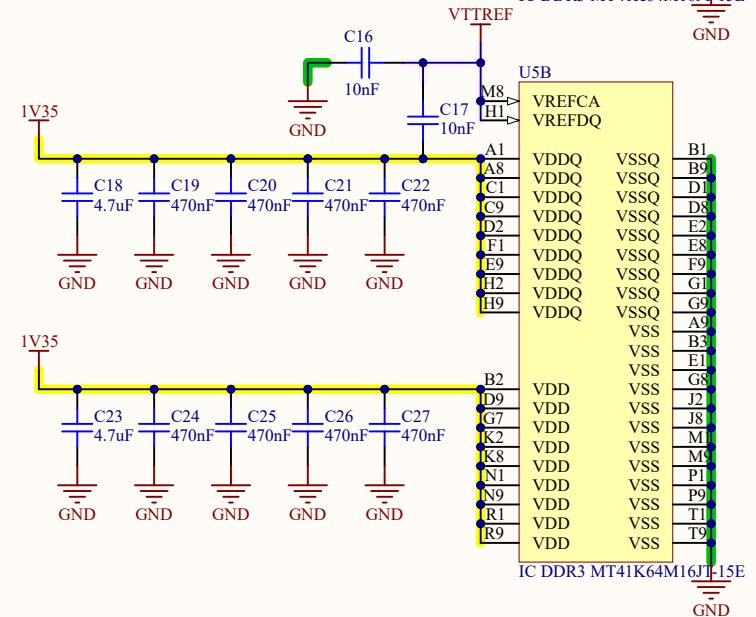 GND
VTTREF
C16
10nF
GND
C17
10nF
U5B
M8
VREFCA
H1
VREFDQ
1V35
A1 VDDQ VSSQ B1
A8 VDDQ VSSQ B9
C1 VDDQ VSSQ D1
C9 VDDQ VSSQ D8
D2 VDDQ VSSQ E2
F1 VDDQ VSSQ E8
E9 VDDQ VSSQ F9
H2 VDDQ VSSQ G1
H9 VDDQ VSSQ G9
VSS A9
VSS B3
VSS E1
C18 C19 C20 C21 C22
4.7uF 470nF 470nF 470nF 470nF
GND GND GND GND GND
1V35
B2 VDD VSS G8
D9 VDD VSS J2
G7 VDD VSS J8
K2 VDD VSS M1
K8 VDD VSS M9
N1 VDD VSS P1
N9 VDD VSS P9
R1 VDD VSS T1
R9 VDD VSS T9
C23 C24 C25 C26 C27
4.7uF 470nF 470nF 470nF 470nF
GND GND GND GND GND
IC DDR3 MT41K64M16JT-15E
GND